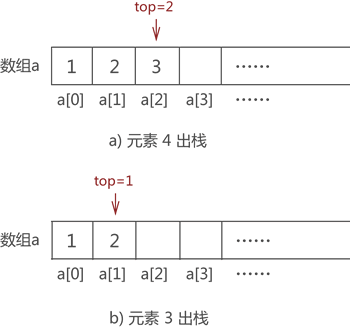 top=2
数组a 1 2 3 ……
a[0] a[1] a[2] a[3] ……
a) 元素 4 出栈
top=1
数组a 1 2 ……
a[0] a[1] a[2] a[3] ……
b) 元素 3 出栈